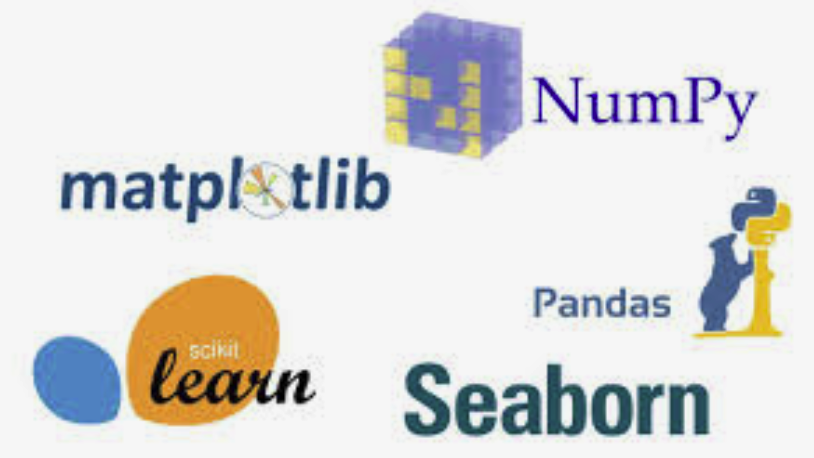 NumPy
matplotlib
Pandas
scikit
learn
Seaborn